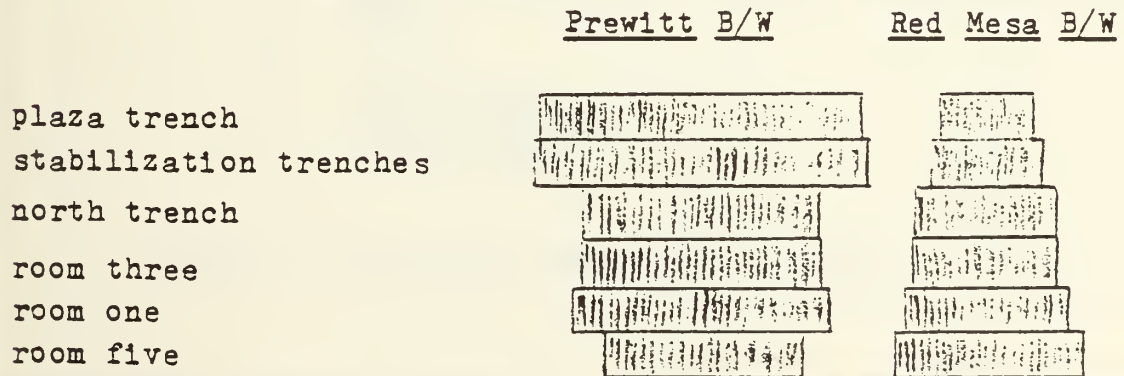 Prewitt B/W Red Mesa B/W
plaza trench
stabilization trenches
north trench
room three
room one
room five